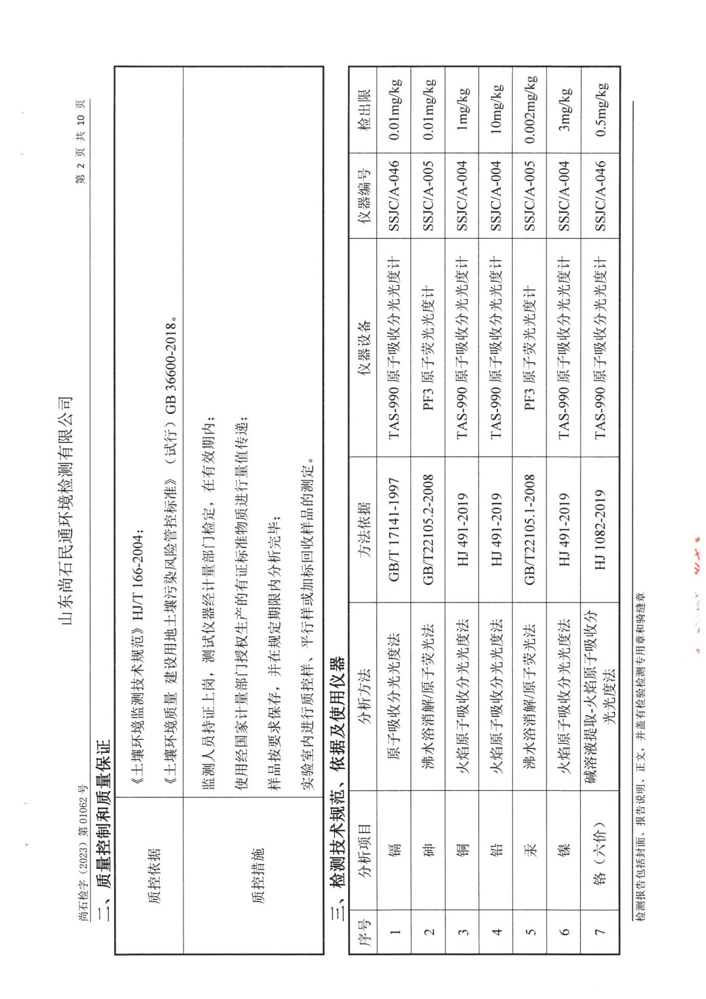 山东尚石民通环境检测有限公司
尚石检字（2023）第 01062 号 第 2 页 共 10 页
二、质量控制和质量保证
质控依据
《土壤环境监测技术规范》HJ/T 166-2004；
《土壤环境质量 建设用地土壤污染风险管控标准》（试行）GB 36600-2018。
质控措施
监测人员持证上岗，测试仪器经计量部门检定，在有效期内；
使用经国家计量部门授权生产的有证标准物质进行量值传递；
样品按要求保存，并在规定期限内分析完毕；
实验室内进行质控样、平行样或加标回收样品的测定。
三、检测技术规范、依据及使用仪器
序号 分析项目 分析方法 方法依据 仪器设备 仪器编号 检出限
1 镉 原子吸收分光光度法 GB/T 17141-1997 TAS-990 原子吸收分光光度计 SSJC/A-046 0.01mg/kg
2 砷 沸水浴消解/原子荧光法 GB/T22105.2-2008 PF3 原子荧光光度计 SSJC/A-005 0.01mg/kg
3 铜 火焰原子吸收分光光度法 HJ 491-2019 TAS-990 原子吸收分光光度计 SSJC/A-004 1mg/kg
4 铅 火焰原子吸收分光光度法 HJ 491-2019 TAS-990 原子吸收分光光度计 SSJC/A-004 10mg/kg
5 汞 沸水浴消解/原子荧光法 GB/T22105.1-2008 PF3 原子荧光光度计 SSJC/A-005 0.002mg/kg
6 镍 火焰原子吸收分光光度法 HJ 491-2019 TAS-990 原子吸收分光光度计 SSJC/A-004 3mg/kg
7 铬（六价） 碱溶液提取-火焰原子吸收分
光光度法 HJ 1082-2019 TAS-990 原子吸收分光光度计 SSJC/A-046 0.5mg/kg
检测报告包括封面、报告说明、正文，并盖有检验检测专用章和骑缝章